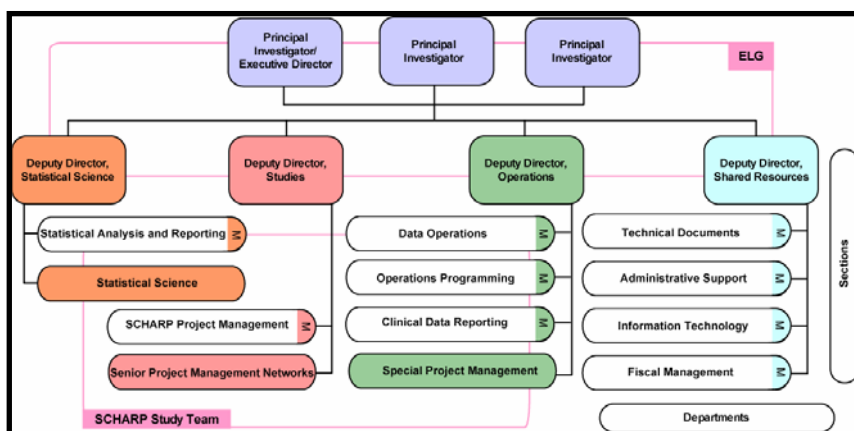 Principal
Investigator/
Executive Director
Principal
Investigator
Principal
Investigator
ELG
Deputy Director,
Statistical Science
Deputy Director,
Studies
Deputy Director,
Operations
Deputy Director,
Shared Resources
Statistical Analysis and Reporting
M
Statistical Science
SCHARP Project Management
M
Senior Project Management Networks
Data Operations
M
Operations Programming
M
Clinical Data Reporting
M
Special Project Management
Technical Documents
M
Administrative Support
M
Information Technology
M
Fiscal Management
M
Sections
SCHARP Study Team
Departments